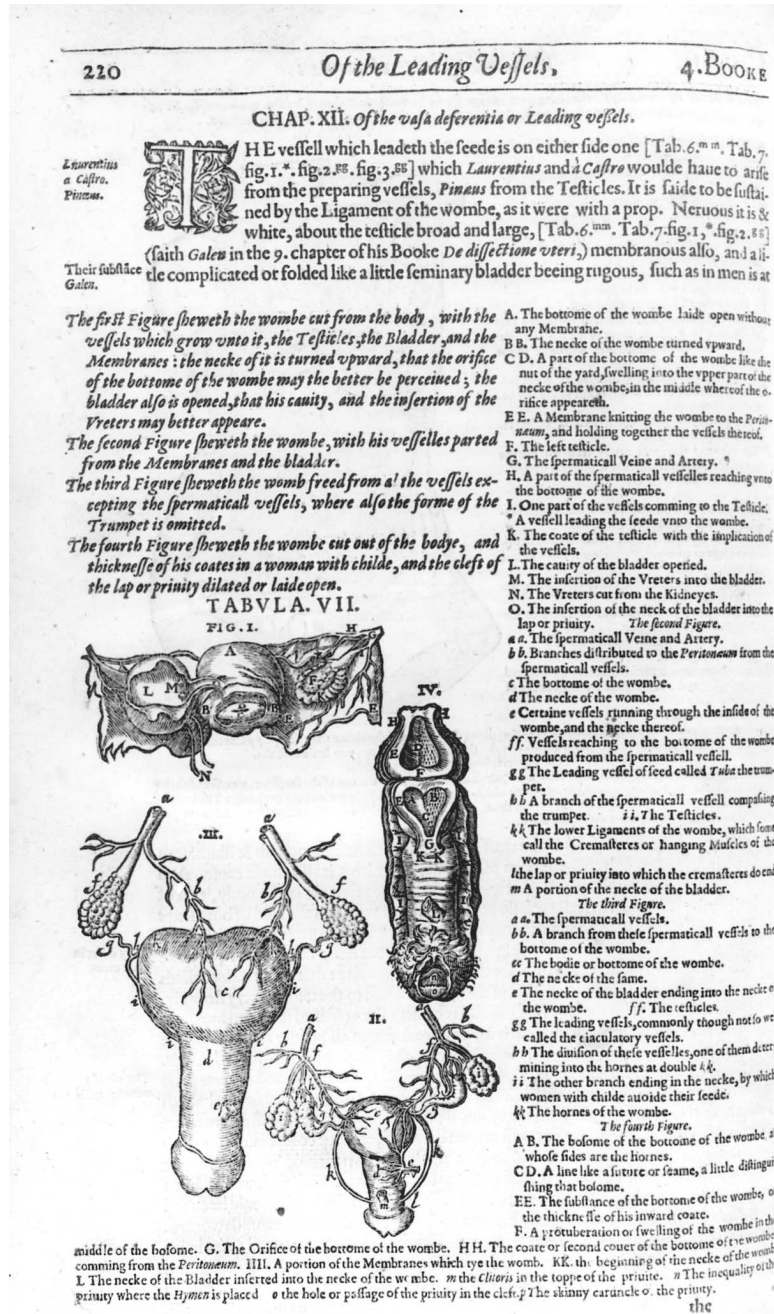 220 Of the Leading Veſſels, 4. BOOKE
CHAP. XII. Of the vaſa deferentia or Leading veſſels.
THE veſſell which leadeth the ſeede is on either ſide one [Tab.6.mm. Tab.7.
fig.1.*.fig.2.gg.fig.3.gg] which Laurentius and à Caſtro woulde haue to ariſe
from the preparing veſſels, Pinæus from the Teſticles. It is ſaide to be ſuſtai-
ned by the Ligament of the wombe, as it were with a prop. Neruous it is &
white, about the teſticle broad and large, [Tab.6.mm. Tab.7.fig.1,*.fig.2.gg]
(ſaith Galen in the 9. chapter of his Booke De diſſectione vteri,) membranous alſo, and a lit-
tle complicated or folded like a little ſeminary bladder beeing rugous, ſuch as in men is at
Laurentius
a Caſtro.
Pinæus.
Their ſubſtāce
Galen.
The firſt Figure ſheweth the wombe cut from the body, with the
veſſels which grow vnto it, the Teſticles, the Bladder, and the
Membranes : the necke of it is turned vpward, that the orifice
of the bottome of the wombe may the better be perceiued ; the
bladder alſo is opened, that his cauity, and the inſertion of the
Vreters may better appeare.
The ſecond Figure ſheweth the wombe, with his veſſelles parted
from the Membranes and the bladder.
The third Figure ſheweth the womb freed from al the veſſels ex-
cepting the ſpermaticall veſſels, where alſo the forme of the
Trumpet is omitted.
The fourth Figure ſheweth the wombe cut out of the bodye, and
thickneſſe of his coates in a woman with childe, and the cleft of
the lap or priuity dilated or laide open.
TABVLA. VII.
FIG. I.
A
B
B
E
E
F
H
I
L
M
N
IV.
H
H
E
F
E
A
B
C
G
K
K
I
L
III.
a
a
b
b
f
f
g
g
h
i
i
c
d
e
II.
a
b
b
f
c
d
e
k
k
l
m
A. The bottome of the wombe laide open without
any Membrane.
B B. The necke of the wombe turned vpward.
C D. A part of the bottome of the wombe like the
nut of the yard, ſwelling into the vpper part of the
necke of the wombe, in the middle whereof the o-
rifice appeareth.
E E. A Membrane knitting the wombe to the Perito-
næum, and holding together the veſſels thereof.
F. The left teſticle.
G. The ſpermaticall Veine and Artery.
H. A part of the ſpermaticall veſſelles reaching vnto
the bottome of the wombe.
I. One part of the veſſels comming to the Teſticle.
* A veſſell leading the ſeede vnto the wombe.
K. The coate of the teſticle with the implication of
the veſſels.
L. The cauity of the bladder opened.
M. The inſertion of the Vreters into the bladder.
N. The Vreters cut from the Kidneyes.
O. The inſertion of the neck of the bladder into the
lap or priuity. The ſecond Figure.
a a. The ſpermaticall Veine and Artery.
b b. Branches diſtributed to the Peritonæum from the
ſpermaticall veſſels.
c The bottome of the wombe.
d The necke of the wombe.
e Certaine veſſels running through the inſide of the
wombe, and the necke thereof.
ff. Veſſels reaching to the bottome of the wombe
produced from the ſpermaticall veſſell.
g g The Leading veſſel of ſeed called Tuba the trum-
pet.
h h A branch of the ſpermaticall veſſell compaſſing
the trumpet. i i. The Teſticles.
kk The lower Ligaments of the wombe, which ſome
call the Cremaſteres or hanging Muſcles of the
wombe.
l the lap or priuity into which the cremaſteres do end
m A portion of the necke of the bladder.
The third Figure.
a a. The ſpermaticall veſſels.
b b. A branch from theſe ſpermaticall veſſels to the
bottome of the wombe.
cc The bodie or bottome of the wombe.
d The necke of the ſame.
e The necke of the bladder ending into the necke of
the wombe. ff. The teſticles.
g g The leading veſſels, commonly though not ſo we
called the eiaculatory veſſels.
h h The diuiſion of theſe veſſelles, one of them deter-
mining into the hornes at double kk.
i i The other branch ending in the necke, by which
women with childe auoide their ſeede.
kk The hornes of the wombe.
The fourth Figure.
A B. The boſome of the bottome of the wombe, at
whoſe ſides are the hornes.
C D. A line like a ſuture or ſeame, a little diſtingui
ſhing that boſome.
EE. The ſubſtance of the bottome of the wombe, or
the thickneſſe of his inward coate.
F. A protuberation or ſwelling of the wombe in the
middle of the boſome. G. The Orifice of the bottome of the wombe. H H. The coate or ſecond couer of the bottome of the wombe
comming from the Peritonæum. IIII. A portion of the Membranes which tye the womb. KK. the beginning of the necke of the womb
L The necke of the Bladder inſerted into the necke of the wombe. m the Clitoris in the toppe of the priuite. n The inequality of the
priuity where the Hymen is placed o the hole or paſſage of the priuity in the cleft. p The skinny caruncle of the priuity.
the